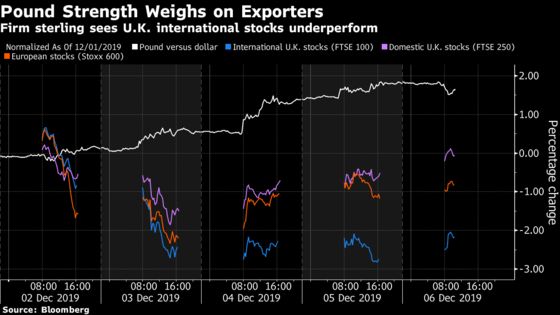 Pound Strength Weighs on Exporters
Firm sterling sees U.K. international stocks underperform
Normalized As Of 12/01/2019 Pound versus dollar International U.K. stocks (FTSE 100) Domestic U.K. stocks (FTSE 250)
European stocks (Stoxx 600)
2.00
1.00
0.00
-1.00
-2.00
-3.00
Percentage change
08:00 16:00 08:00 16:00 08:00 16:00 08:00 16:00 08:00 16:00
02 Dec 2019 03 Dec 2019 04 Dec 2019 05 Dec 2019 06 Dec 2019
Source: Bloomberg